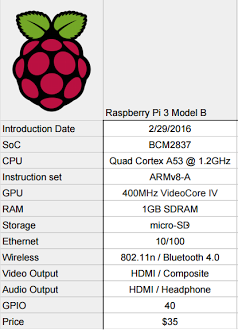 Raspberry Pi 3 Model B
Introduction Date 2/29/2016
SoC BCM2837
CPU Quad Cortex A53 @ 1.2GHz
Instruction set ARMv8-A
GPU 400MHz VideoCore IV
RAM 1GB SDRAM
Storage micro-SD
Ethernet 10/100
Wireless 802.11n / Bluetooth 4.0
Video Output HDMI / Composite
Audio Output HDMI / Headphone
GPIO 40
Price $35